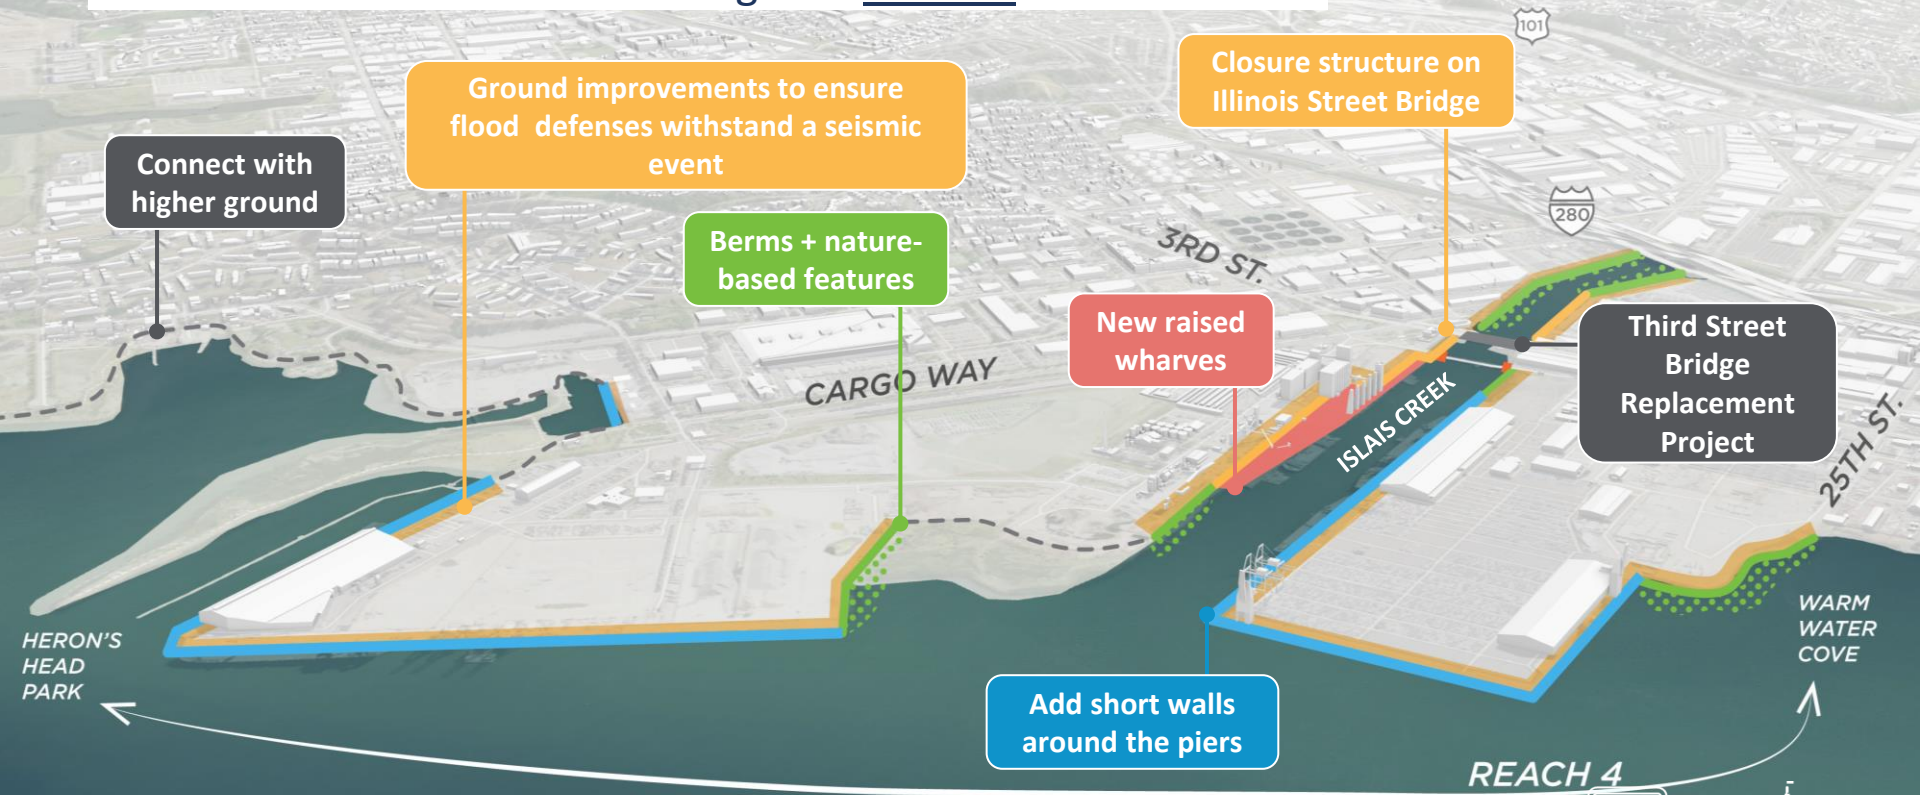 101
Closure structure on
Illinois Street Bridge
Ground improvements to ensure
flood defenses withstand a seismic
event
Connect with
higher ground
280
Berms + nature-
based features
3RD ST.
New raised
wharves
Third Street
Bridge
Replacement
Project
CARGO WAY
ISLAIS CREEK
25TH ST.
HERON'S
HEAD
PARK
WARM
WATER
COVE
Add short walls
around the piers
REACH 4